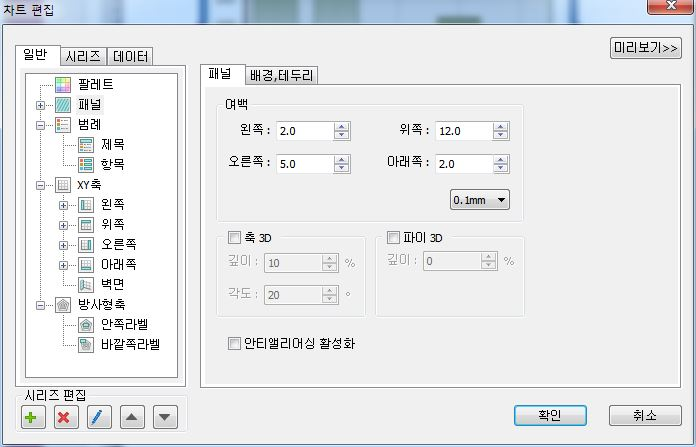 차트 편집
미리보기>>
일반 시리즈 데이터
팔레트
패널
범례
제목
항목
XY축
왼쪽
위쪽
오른쪽
아래쪽
벽면
방사형축
안쪽라벨
바깥쪽라벨
시리즈 편집
패널 배경,테두리
여백
왼쪽 : 2.0 위쪽 : 12.0
오른쪽 : 5.0 아래쪽 : 2.0
0.1mm
축 3D 파이 3D
깊이 : 10 % 깊이 : 0 %
각도 : 20 °
안티앨리어싱 활성화
확인 취소